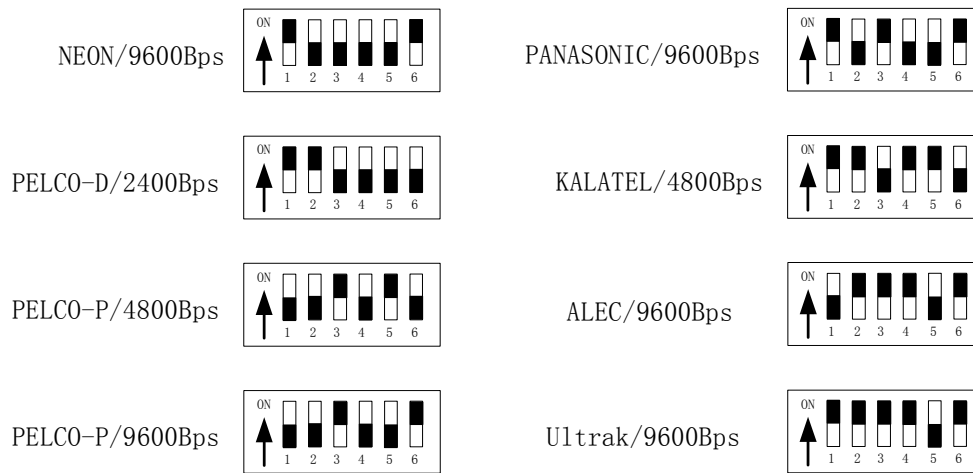 NEON/9600Bps
ON
1 2 3 4 5 6
PANASONIC/9600Bps
ON
1 2 3 4 5 6
PELCO-D/2400Bps
ON
1 2 3 4 5 6
KALATEL/4800Bps
ON
1 2 3 4 5 6
PELCO-P/4800Bps
ON
1 2 3 4 5 6
ALEC/9600Bps
ON
1 2 3 4 5 6
PELCO-P/9600Bps
ON
1 2 3 4 5 6
Ultrak/9600Bps
ON
1 2 3 4 5 6